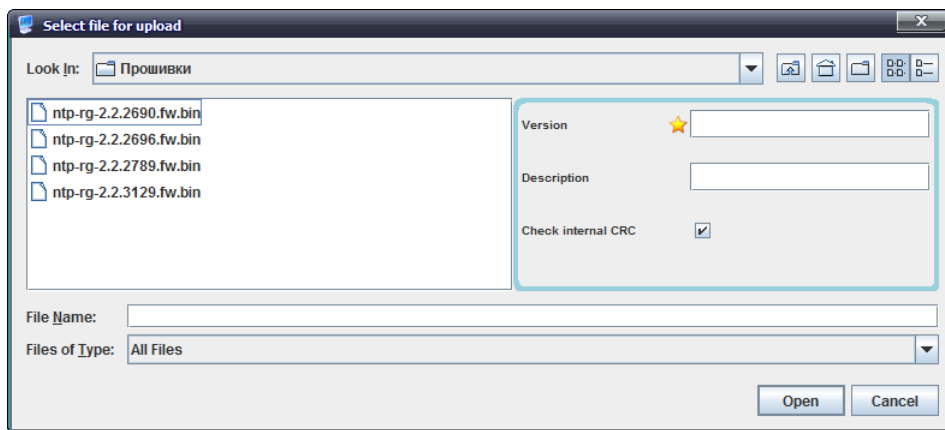 Select file for upload
Look In: Прошивки
ntp-rg-2.2.2690.fw.bin
ntp-rg-2.2.2696.fw.bin
ntp-rg-2.2.2789.fw.bin
ntp-rg-2.2.3129.fw.bin
Version
Description
Check internal CRC
File Name:
Files of Type: All Files
Open Cancel